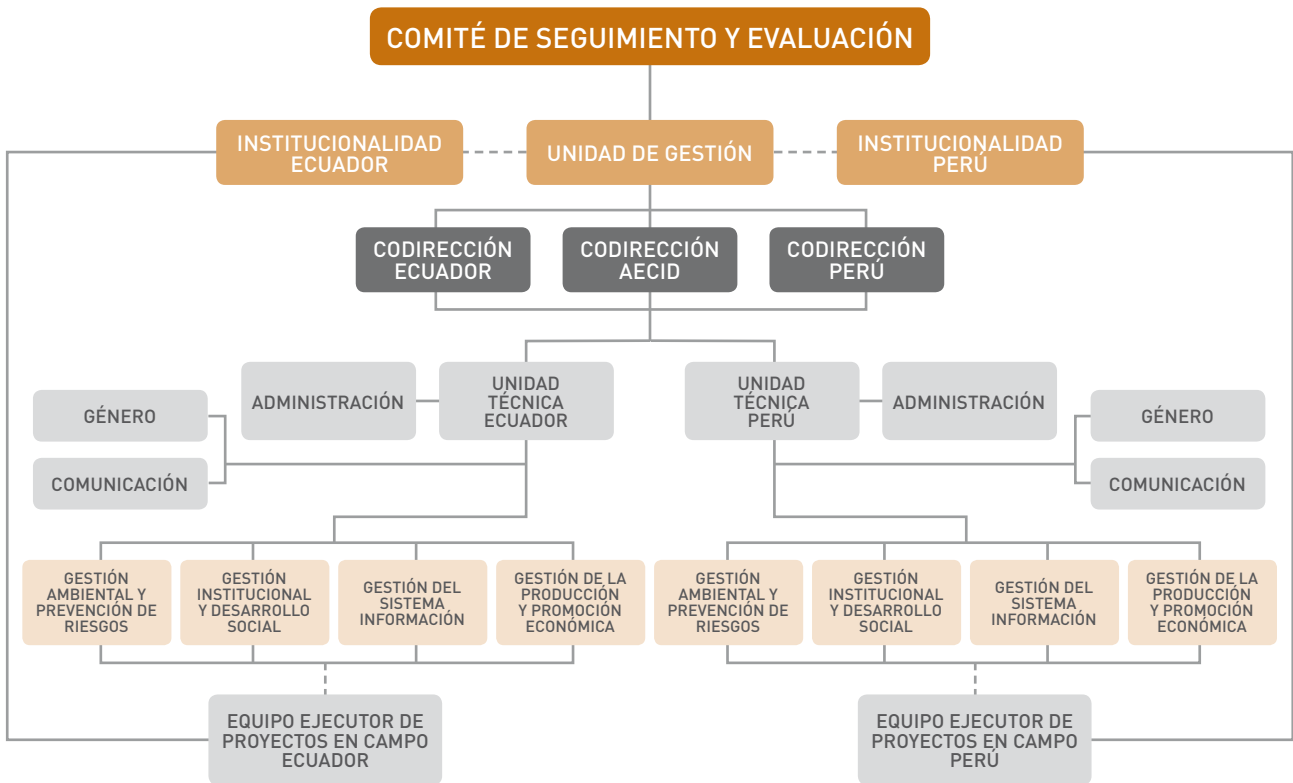 COMITÉ DE SEGUIMIENTO Y EVALUACIÓN
INSTITUCIONALIDAD
ECUADOR
UNIDAD DE GESTIÓN
INSTITUCIONALIDAD
PERÚ
CODIRECCIÓN
ECUADOR
CODIRECCIÓN
AECID
CODIRECCIÓN
PERÚ
GÉNERO
COMUNICACIÓN
ADMINISTRACIÓN
UNIDAD
TÉCNICA
ECUADOR
UNIDAD
TÉCNICA
PERÚ
ADMINISTRACIÓN
GÉNERO
COMUNICACIÓN
GESTIÓN
AMBIENTAL Y
PREVENCIÓN DE
RIESGOS
GESTIÓN
INSTITUCIONAL
Y DESARROLLO
SOCIAL
GESTIÓN DEL
SISTEMA
INFORMACIÓN
GESTIÓN DE LA
PRODUCCIÓN
Y PROMOCIÓN
ECONÓMICA
GESTIÓN
AMBIENTAL Y
PREVENCIÓN DE
RIESGOS
GESTIÓN
INSTITUCIONAL
Y DESARROLLO
SOCIAL
GESTIÓN DEL
SISTEMA
INFORMACIÓN
GESTIÓN DE LA
PRODUCCIÓN
Y PROMOCIÓN
ECONÓMICA
EQUIPO EJECUTOR DE
PROYECTOS EN CAMPO
ECUADOR
EQUIPO EJECUTOR DE
PROYECTOS EN CAMPO
PERÚ